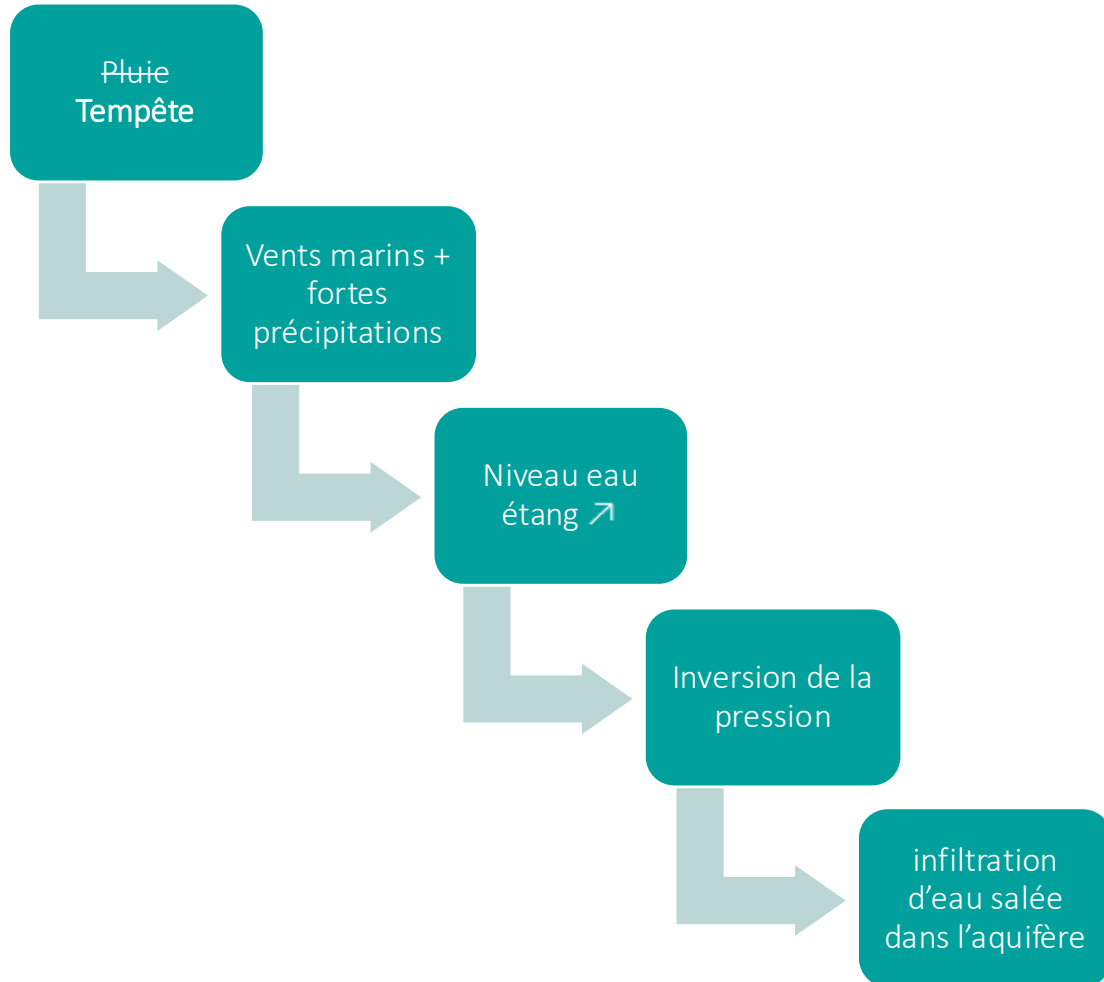 Pluie
Tempête
Vents marins +
fortes
précipitations
Niveau eau
étang ↗
Inversion de la
pression
infiltration
d’eau salée
dans l’aquifère